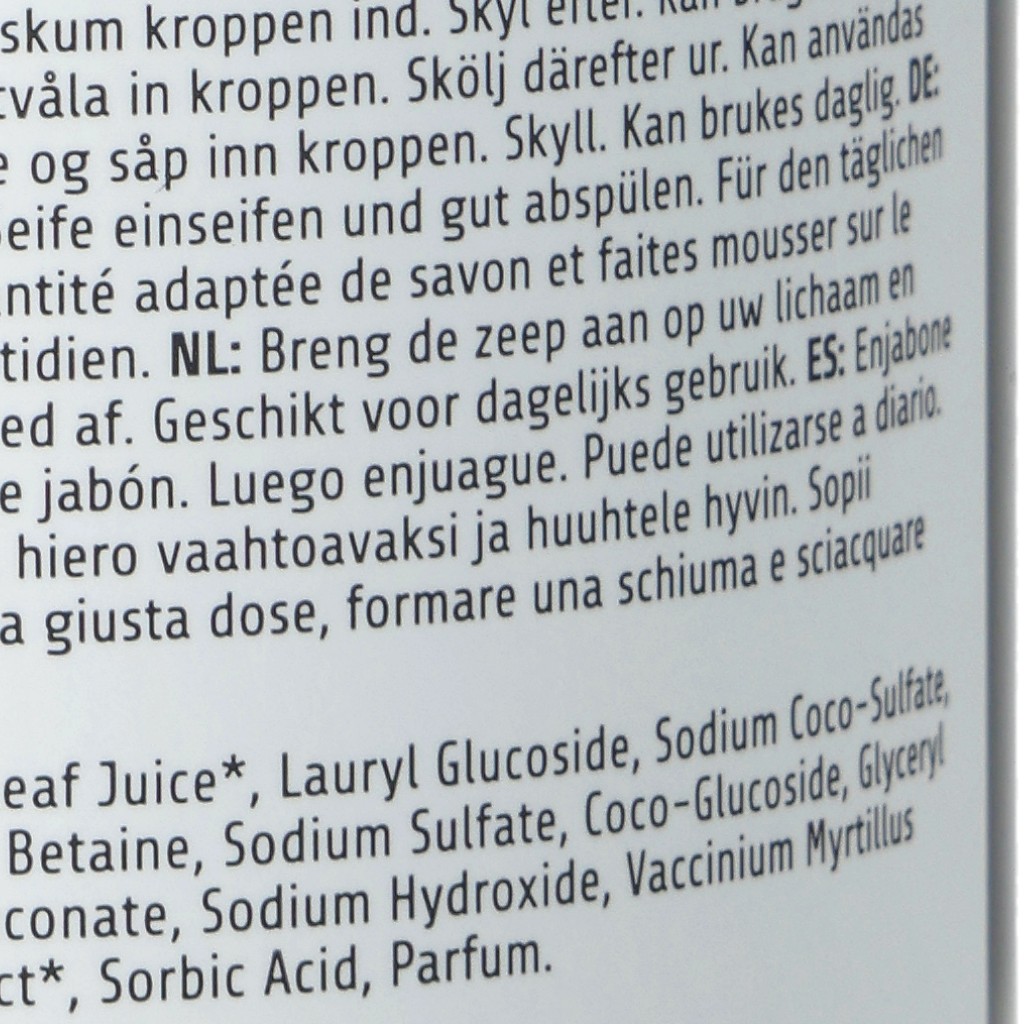 skum kroppen ind. Skyl efter. Kan
tvåla in kroppen. Skölj därefter ur. Kan användas
e og såp inn kroppen. Skyll. Kan brukes daglig. DE:
eife einseifen und gut abspülen. Für den täglichen
ntité adaptée de savon et faites mousser sur le
tidien. NL: Breng de zeep aan op uw lichaam en
ed af. Geschikt voor dagelijks gebruik. ES: Enjabone
e jabón. Luego enjuague. Puede utilizarse a diario.
hiero vaahtoavaksi ja huuhtele hyvin. Sopii
a giusta dose, formare una schiuma e sciacquare
eaf Juice*, Lauryl Glucoside, Sodium Coco-Sulfate,
Betaine, Sodium Sulfate, Coco-Glucoside, Glyceryl
conate, Sodium Hydroxide, Vaccinium Myrtillus
ct*, Sorbic Acid, Parfum.